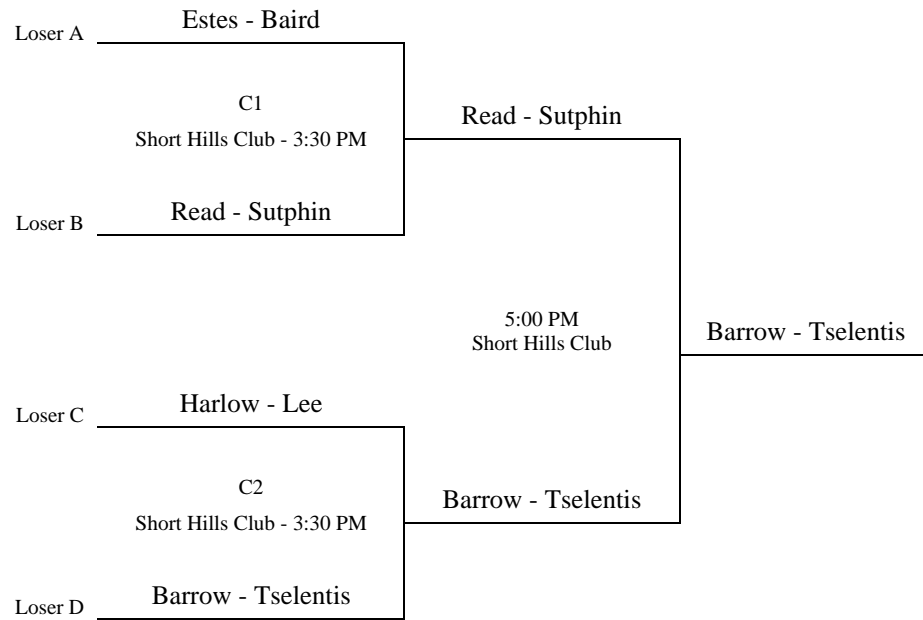 Loser A
Estes - Baird
C1
Short Hills Club - 3:30 PM
Loser B
Read - Sutphin
Read - Sutphin
5:00 PM
Short Hills Club
Barrow - Tselentis
Loser C
Harlow - Lee
C2
Short Hills Club - 3:30 PM
Barrow - Tselentis
Loser D
Barrow - Tselentis